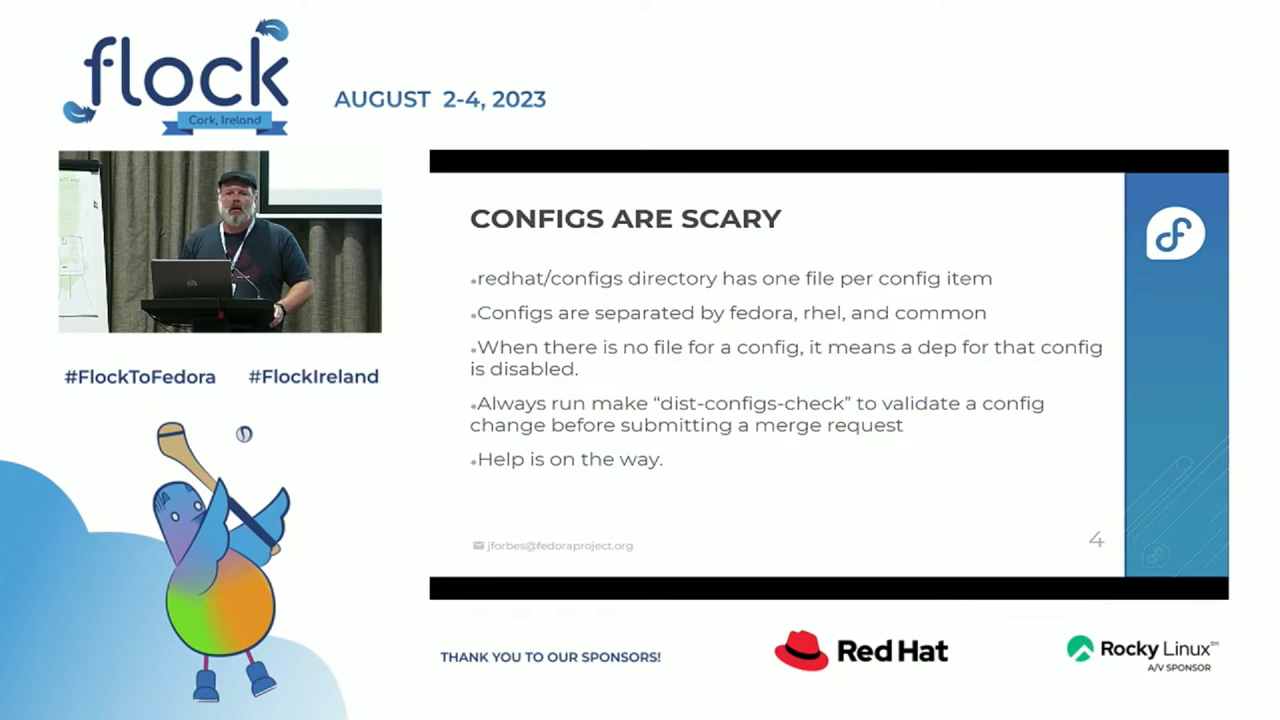 flock
Cork, Ireland
AUGUST 2-4, 2023
CONFIGS ARE SCARY
redhat/configs directory has one file per config item
Configs are separated by fedora, rhel, and common
When there is no file for a config, it means a dep for that config
is disabled.
Always run make “dist-configs-check” to validate a config
change before submitting a merge request
Help is on the way.
jforbes@fedoraproject.org
4
#FlockToFedora #FlockIreland
THANK YOU TO OUR SPONSORS!
Red Hat
Rocky Linux™
A/V SPONSOR